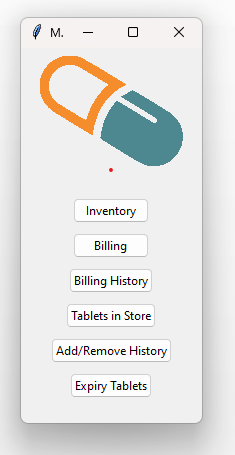 M.
Inventory
Billing
Billing History
Tablets in Store
Add/Remove History
Expiry Tablets